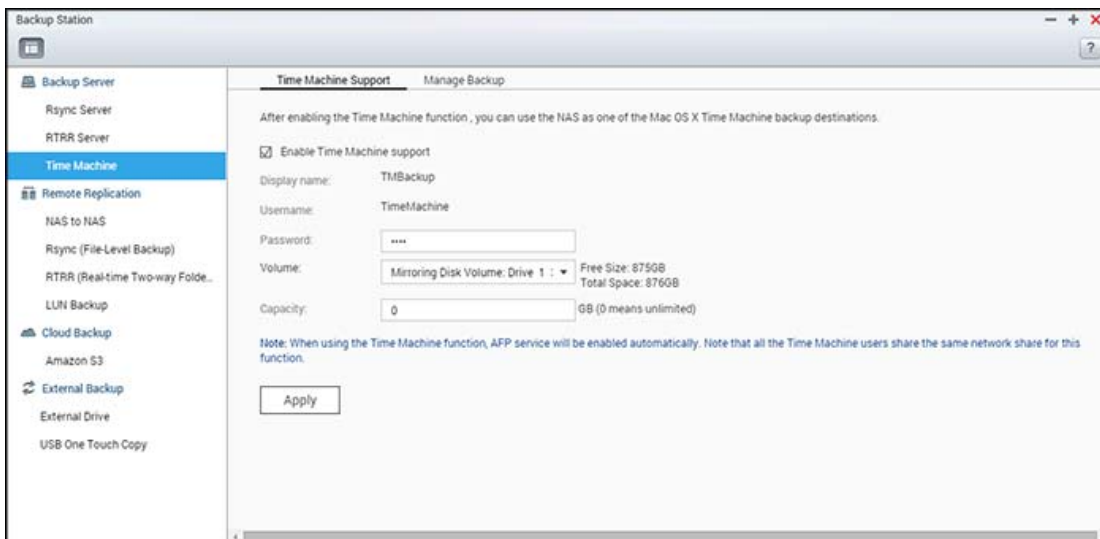 Backup Station
?
Backup Server
Rsync Server
RTRR Server
Time Machine
Remote Replication
NAS to NAS
Rsync (File-Level Backup)
RTRR (Real-time Two-way Folde...
LUN Backup
Cloud Backup
Amazon S3
External Backup
External Drive
USB One Touch Copy
Time Machine Support
Manage Backup
After enabling the Time Machine function , you can use the NAS as one of the Mac OS X Time Machine backup destinations.
Enable Time Machine support
Display name: TMBackup
Username: TimeMachine
Password: ••••
Volume: Mirroring Disk Volume: Drive 1 : Free Size: 875GB
Total Space: 876GB
Capacity: 0 GB (0 means unlimited)
Note: When using the Time Machine function, AFP service will be enabled automatically. Note that all the Time Machine users share the same network share for this
function.
Apply